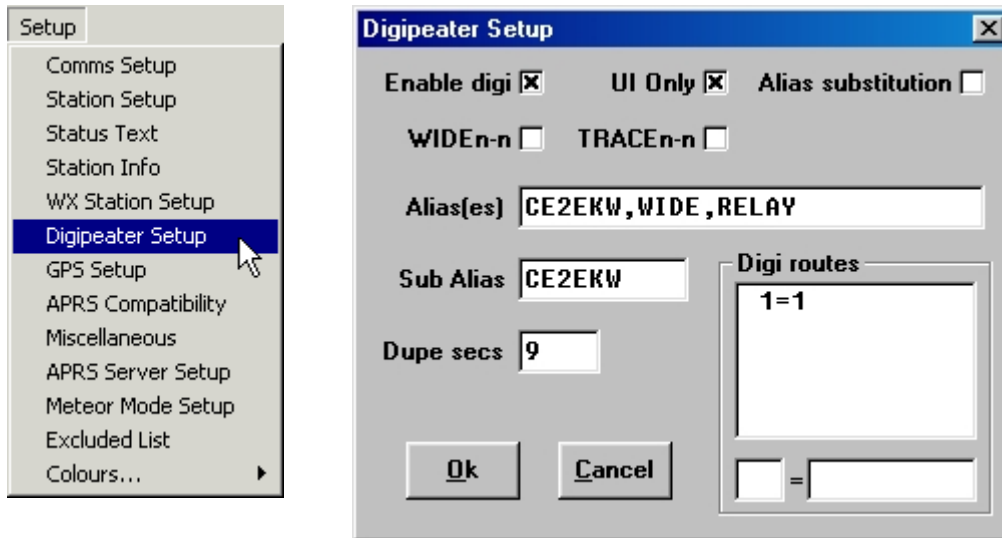 Setup
Comms Setup
Station Setup
Status Text
Station Info
WX Station Setup
Digipeater Setup
GPS Setup
APRS Compatibility
Miscellaneous
APRS Server Setup
Meteor Mode Setup
Excluded List
Colours...
Digipeater Setup
Enable digi UI Only Alias substitution
WIDEn-n TRACEn-n
Alias(es) CE2EKW,WIDE,RELAY
Sub Alias CE2EKW
Dupe secs 9
Digi routes
1=1
=
Ok Cancel